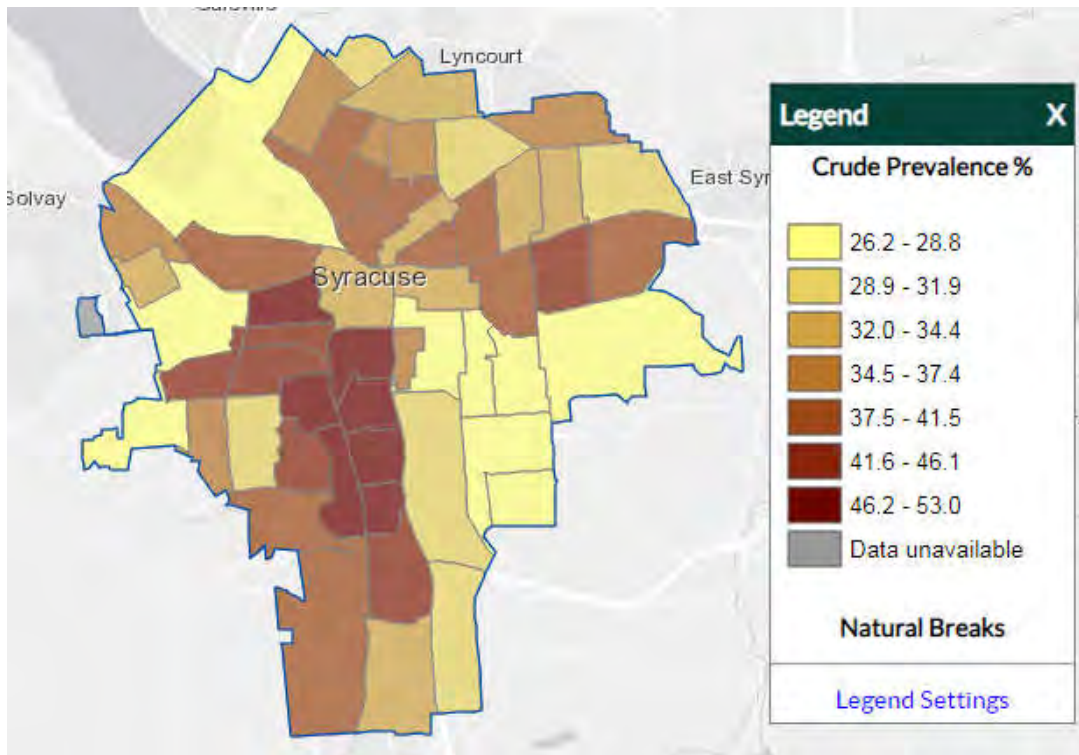 Lyncourt
Solvay
East Syr
Syracuse
Legend X
Crude Prevalence %
26.2 - 28.8
28.9 - 31.9
32.0 - 34.4
34.5 - 37.4
37.5 - 41.5
41.6 - 46.1
46.2 - 53.0
Data unavailable
Natural Breaks
Legend Settings